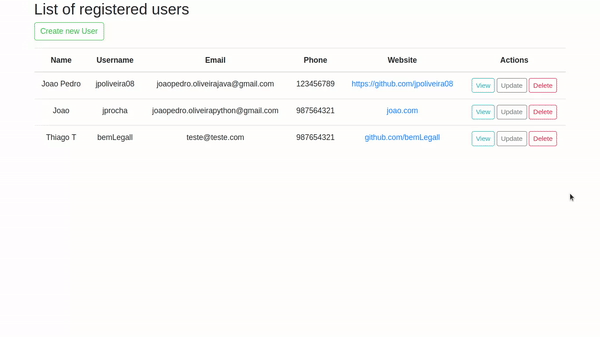 List of registered users
Create new User
Name Username Email Phone Website Actions
Joao Pedro jpoliveira08 joaopedro.oliveirajava@gmail.com 123456789 https://github.com/jpoliveira08 View Update Delete
Joao jprocha joaopedro.oliveirapython@gmail.com 987564321 joao.com View Update Delete
Thiago T bemLegall teste@teste.com 987654321 github.com/bemLegall View Update Delete